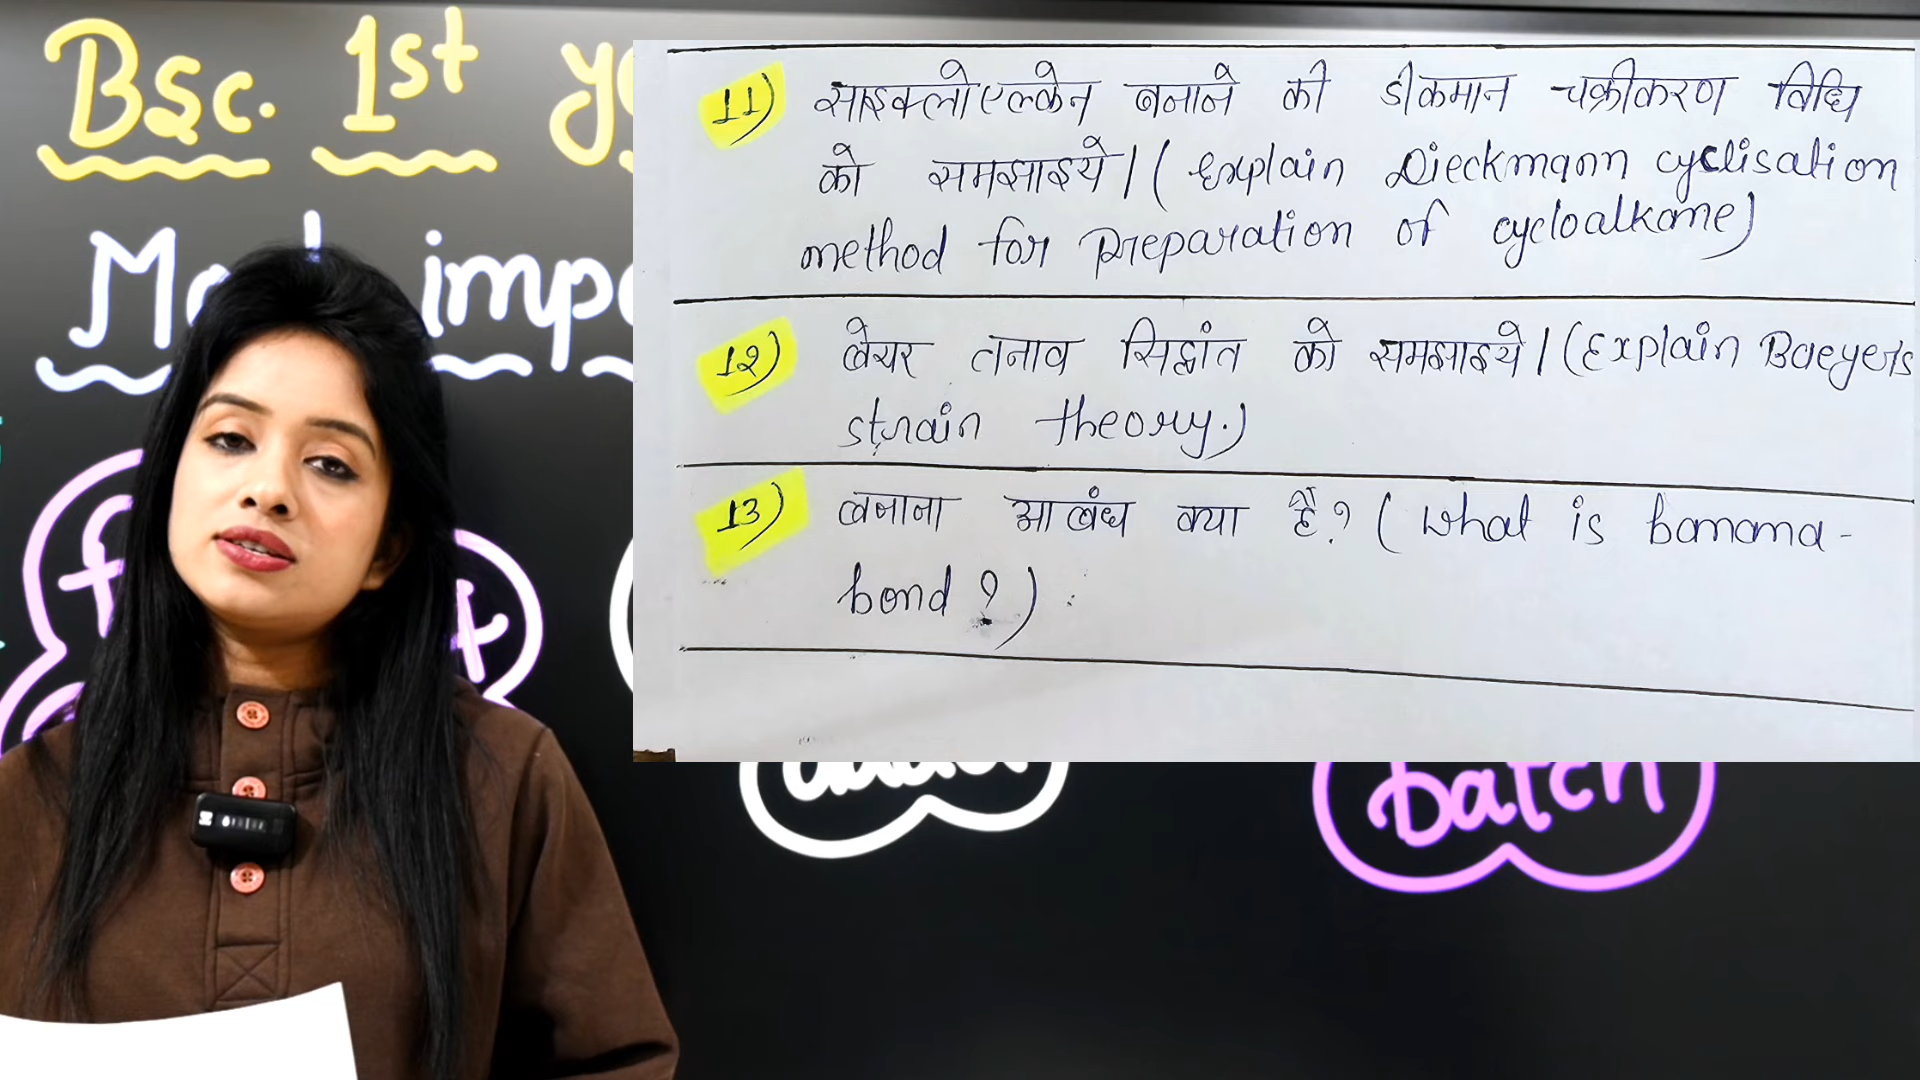 Bsc. 1st
imp
11) साइक्लोएल्केन बनाने की डीकमान चक्रीकरण विधि
को समझाइये। (Explain Dieckmann cyclisation
method for Preparation of cycloalkane)
12) बेयर तनाव सिद्धांत को समझाइये। (Explain Baeyer's
strain theory.)
13) बनाना आबंध क्या है? (What is banana-
bond ?)
batch